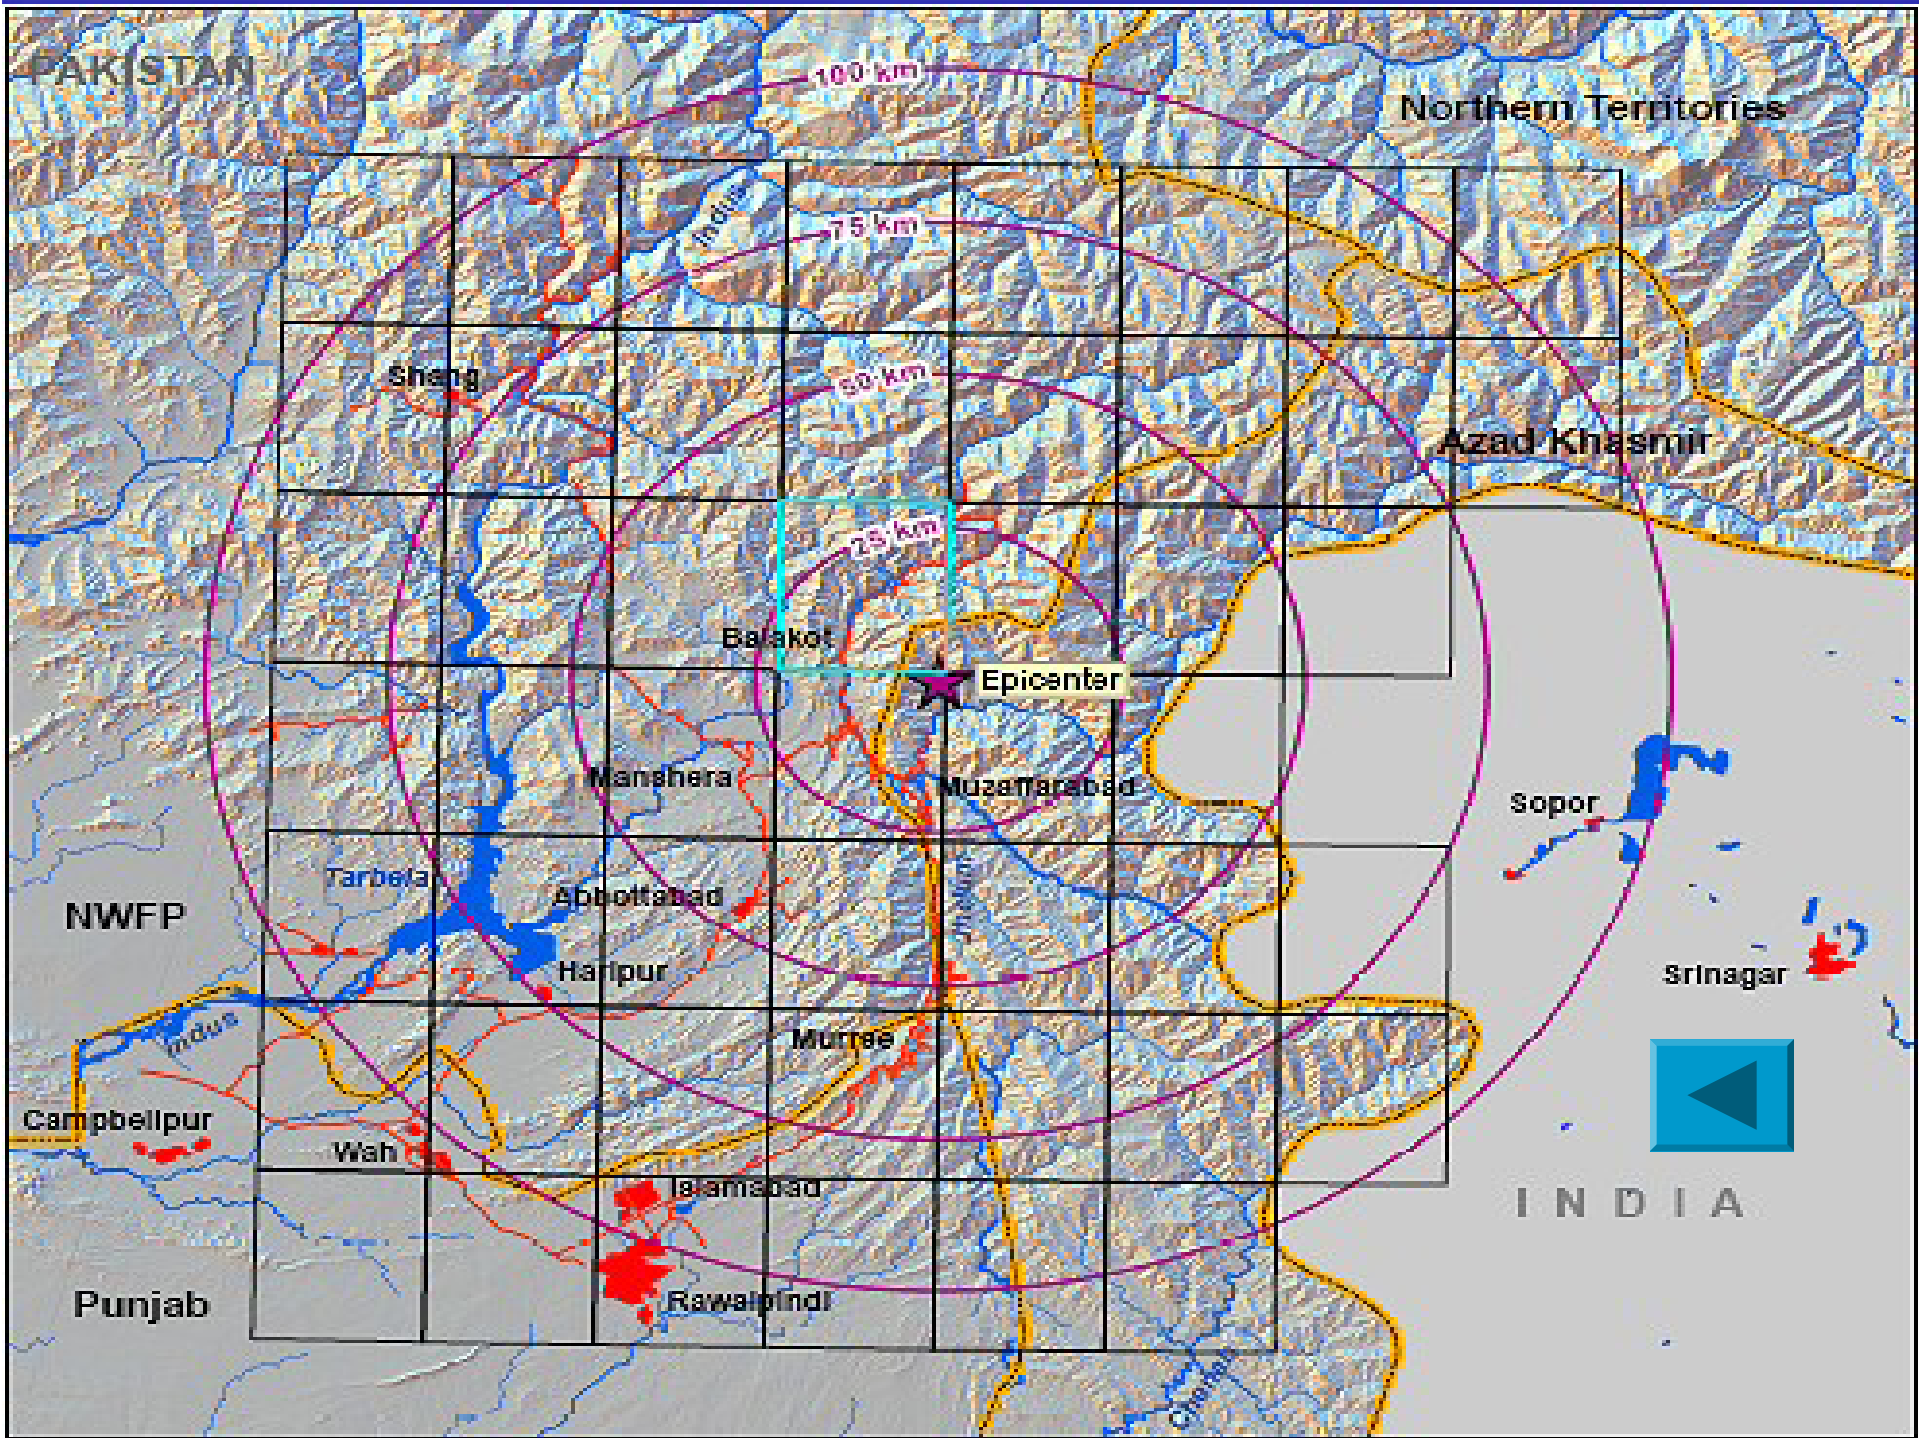 PAKISTAN
100 km
Northern Territories
Indus
75 km
Shang
50 km
Azad Khasmir
25 km
Balakot
Epicenter
Manshera
Muzaffarabad
Sopor
Tarbela
Abbottabad
NWFP
Jhelum
Haripur
Srinagar
Indus
Murree
Campbellpur
Wah
Islamabad
INDIA
Rawalpindi
Punjab
Chenab